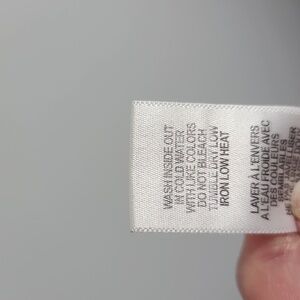 WASH INSIDE OUT
IN COLD WATER
WITH LIKE COLORS
DO NOT BLEACH
TUMBLE DRY LOW
IRON LOW HEAT
LAVER À L'ENVERS
À L'EAU FROIDE AVEC
DES COULEURS
SIMILAIRES